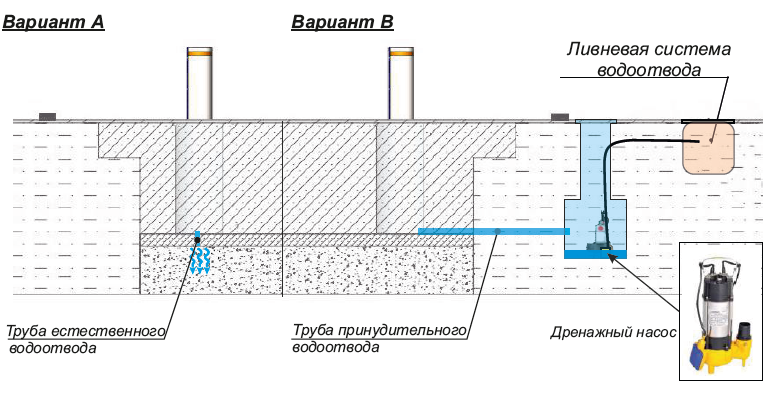 Вариант А
Вариант В
Ливневая система
водоотвода
Труба естественного
водоотвода
Труба принудительного
водоотвода
Дренажный насос